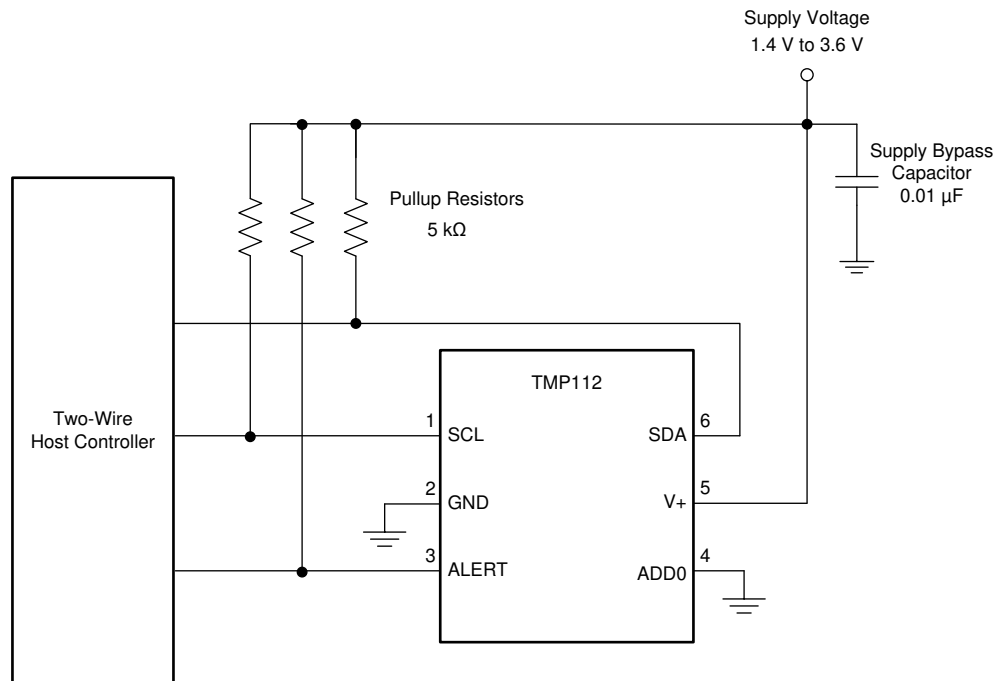 Supply Voltage
1.4 V to 3.6 V
Supply Bypass
Capacitor
0.01 µF
Pullup Resistors
5 kΩ
Two-Wire
Host Controller
TMP112
1
SCL
2
GND
3
ALERT
6
SDA
5
V+
4
ADD0